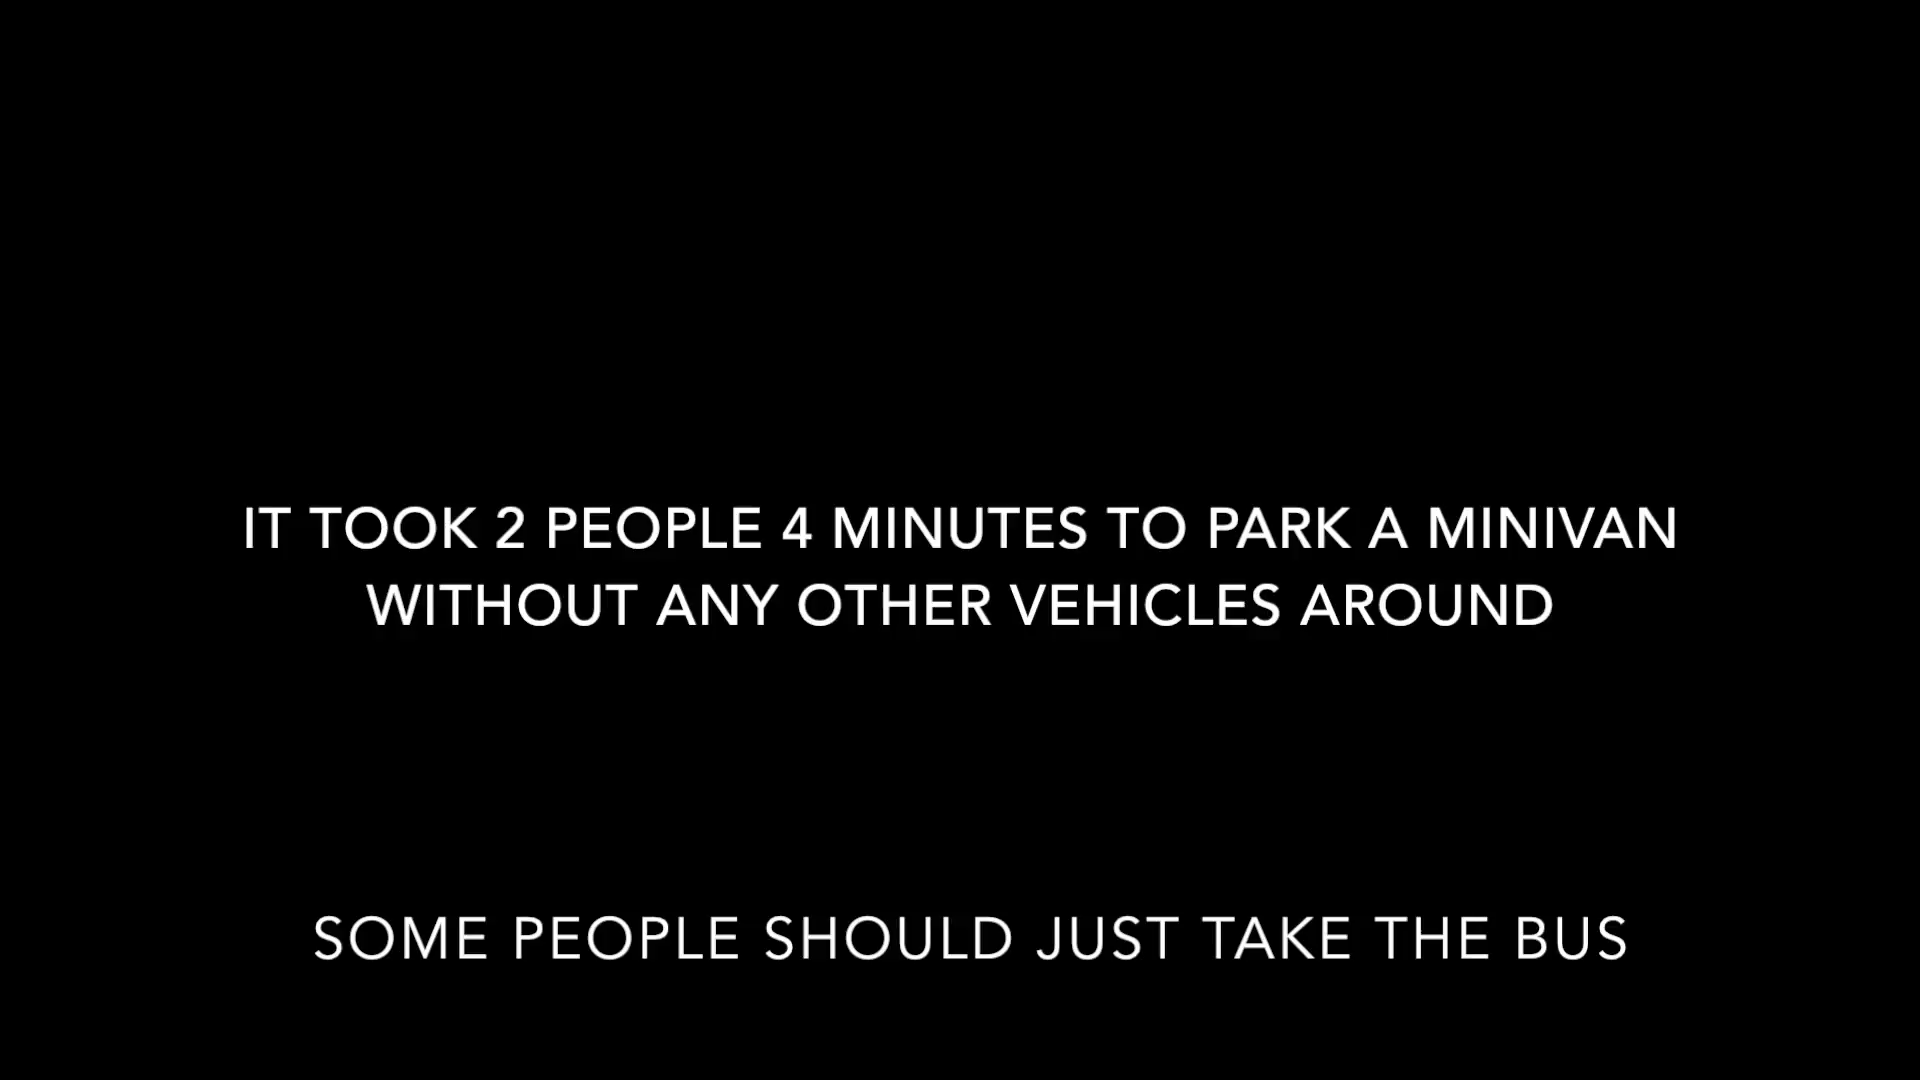 IT TOOK 2 PEOPLE 4 MINUTES TO PARK A MINIVAN
WITHOUT ANY OTHER VEHICLES AROUND
SOME PEOPLE SHOULD JUST TAKE THE BUS